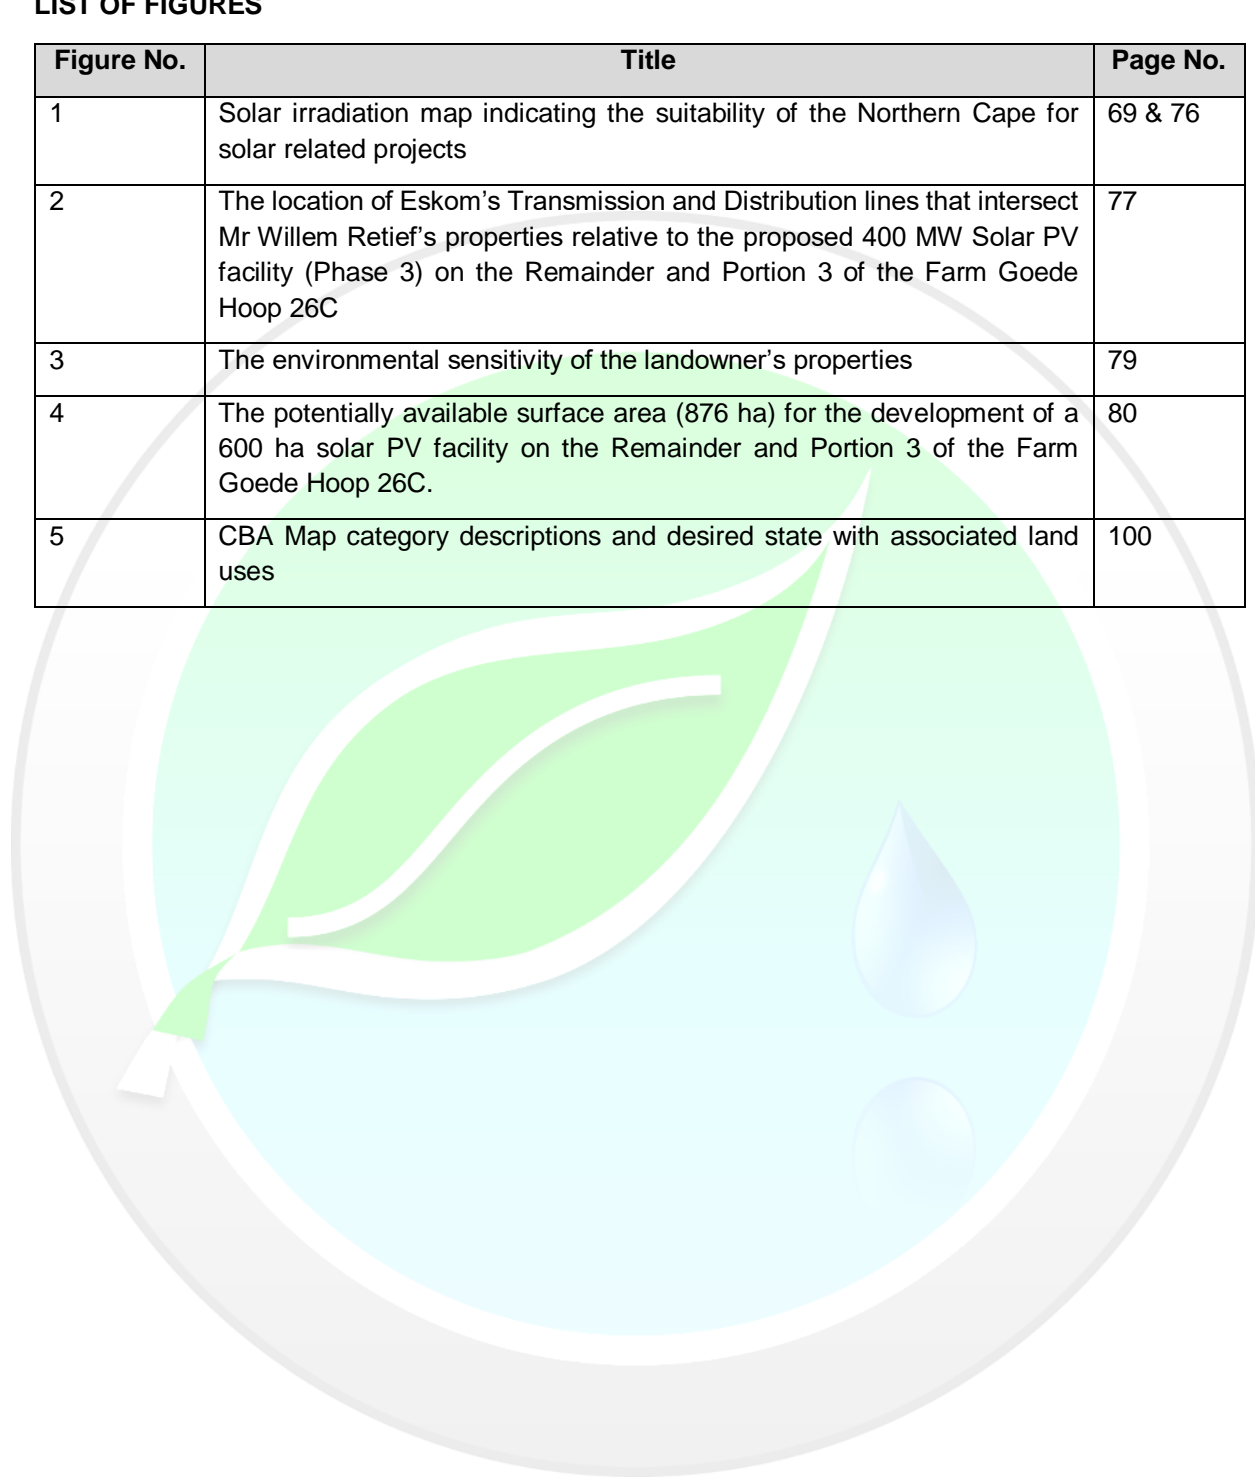 LIST OF FIGURES
Figure No. Title Page No.
1 Solar irradiation map indicating the suitability of the Northern Cape for 69 & 76
solar related projects
2 The location of Eskom’s Transmission and Distribution lines that intersect 77
Mr Willem Retief’s properties relative to the proposed 400 MW Solar PV
facility (Phase 3) on the Remainder and Portion 3 of the Farm Goede
Hoop 26C
3 The environmental sensitivity of the landowner’s properties 79
4 The potentially available surface area (876 ha) for the development of a 80
600 ha solar PV facility on the Remainder and Portion 3 of the Farm
Goede Hoop 26C.
5 CBA Map category descriptions and desired state with associated land 100
uses